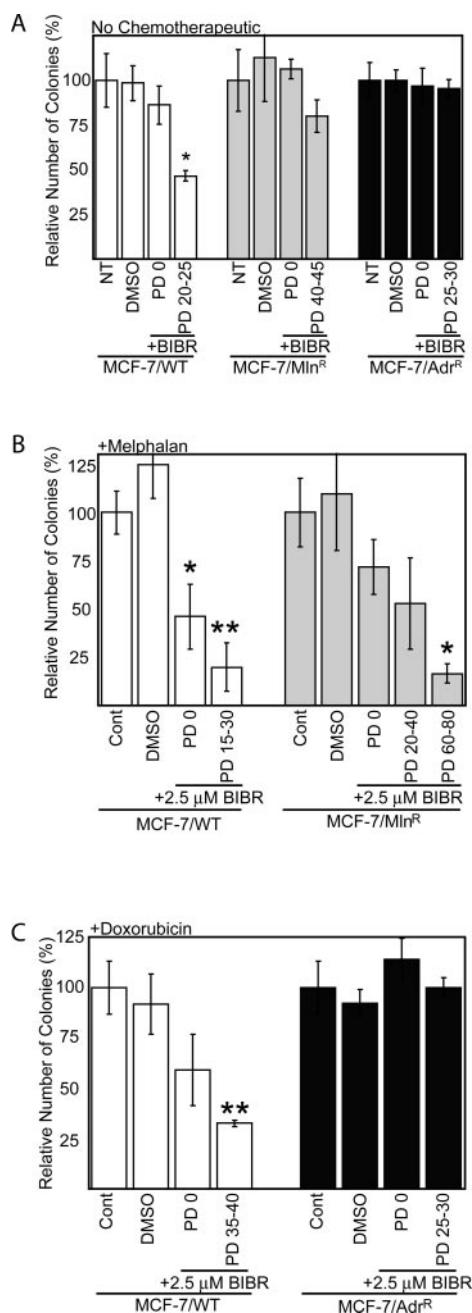 A
No Chemotherapeutic
Relative Number of Colonies (%)
100
75
50
25
NT
DMSO
PD 0
PD 20-25
*
+BIBR
MCF-7/WT
NT
DMSO
PD 0
PD 40-45
+BIBR
MCF-7/Mlnᴿ
NT
DMSO
PD 0
PD 25-30
+BIBR
MCF-7/Adrᴿ
B
+Melphalan
Relative Number of Colonies (%)
125
100
75
50
25
*
**
*
Cont
DMSO
PD 0
PD 15-30
+2.5 μM BIBR
MCF-7/WT
Cont
DMSO
PD 0
PD 20-40
PD 60-80
+2.5 μM BIBR
MCF-7/Mlnᴿ
C
+Doxorubicin
Relative Number of Colonies (%)
125
100
75
50
25
**
Cont
DMSO
PD 0
PD 35-40
+2.5 μM BIBR
MCF-7/WT
Cont
DMSO
PD 0
PD 25-30
+2.5 μM BIBR
MCF-7/Adrᴿ